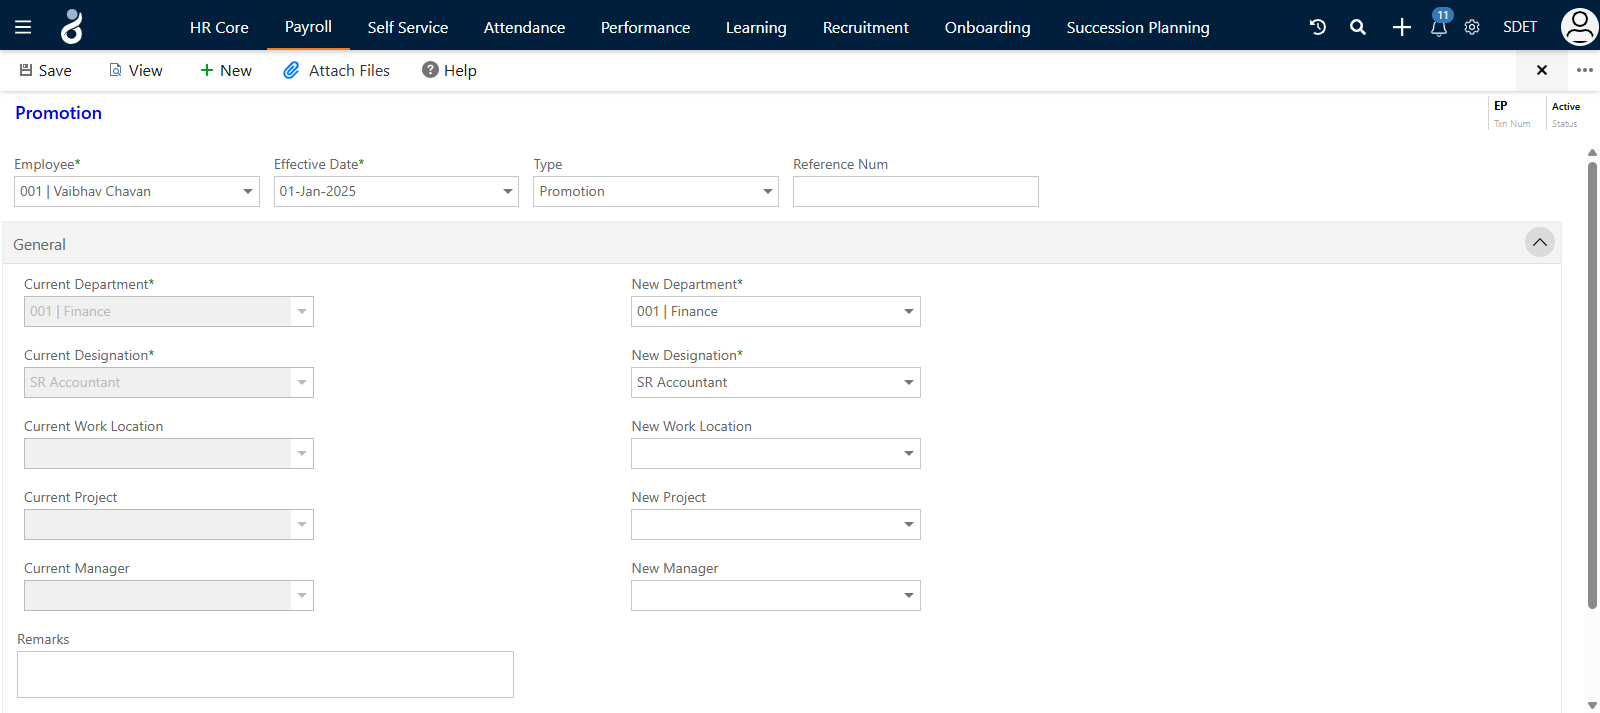 HR Core Payroll Self Service Attendance Performance Learning Recruitment Onboarding Succession Planning 11 SDET
Save View New Attach Files Help
Promotion
EP Active
Txn Num Status
Employee* Effective Date* Type Reference Num
001 | Vaibhav Chavan 01-Jan-2025 Promotion
General
Current Department* New Department*
001 | Finance 001 | Finance
Current Designation* New Designation*
SR Accountant SR Accountant
Current Work Location New Work Location
Current Project New Project
Current Manager New Manager
Remarks